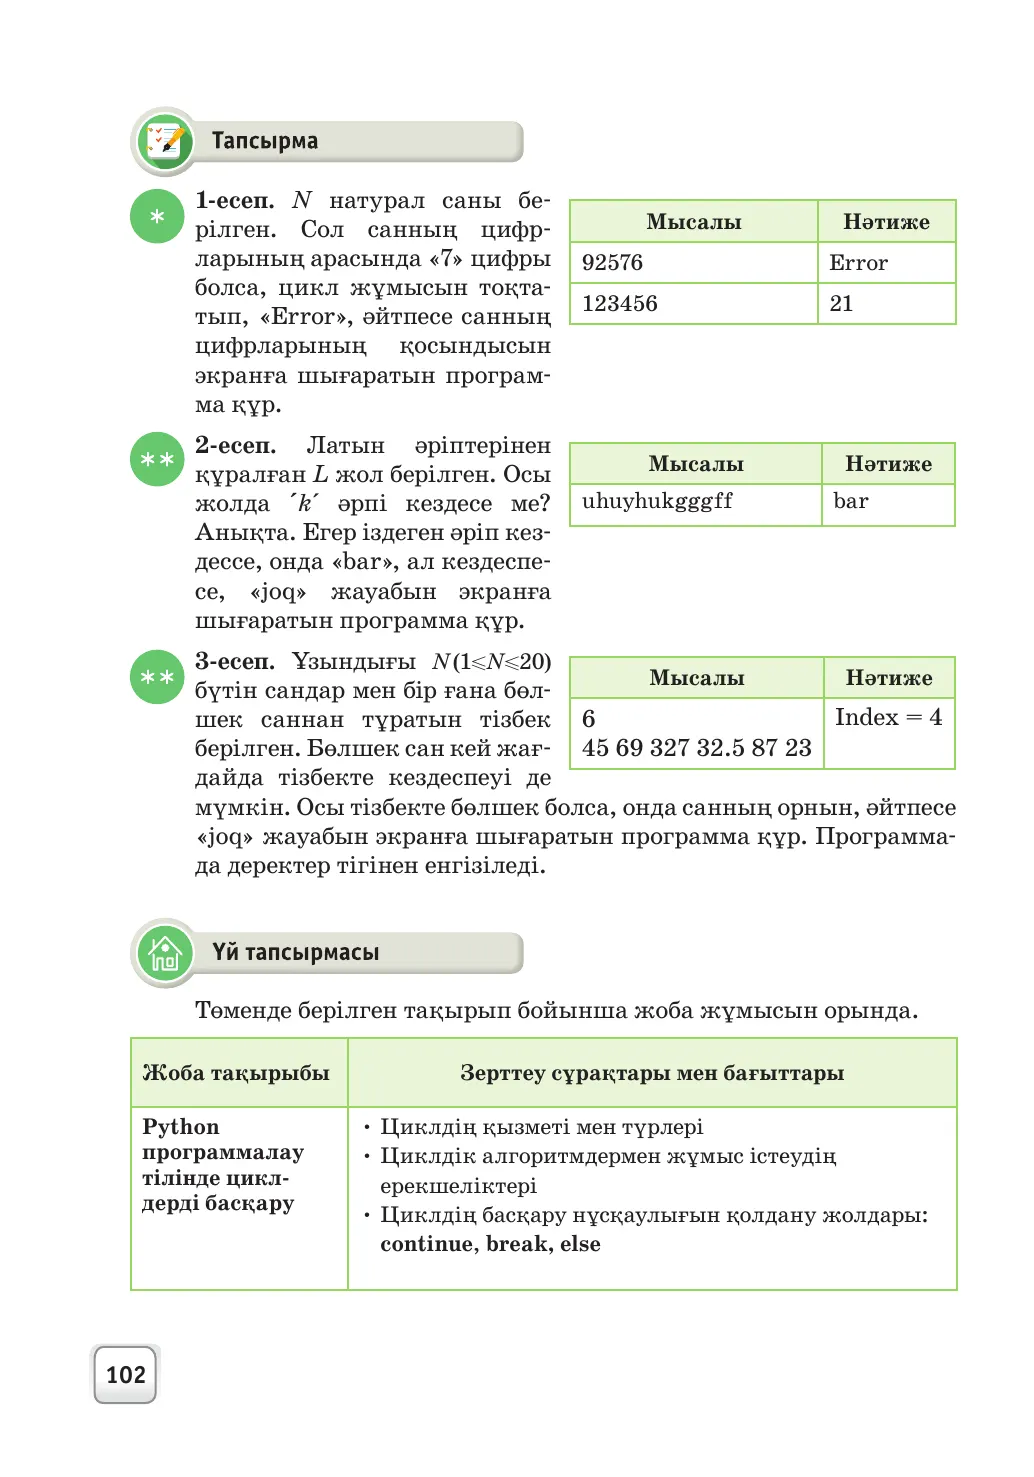 Тапсырма
*
1-есеп. N натурал саны бе-
рілген. Сол санның цифр-
ларының арасында «7» цифры
болса, цикл жұмысын тоқта-
тып, «Error», әйтпесе санның
цифрларының қосындысын
экранға шығаратын програм-
ма құр.
Мысалы Нәтиже
92576 Error
123456 21
**
2-есеп. Латын әріптерінен
құралған L жол берілген. Осы
жолда ´k´ әрпі кездесе ме?
Анықта. Егер іздеген әріп кез-
дессе, онда «bar», ал кездеспе-
се, «joq» жауабын экранға
шығаратын программа құр.
Мысалы Нәтиже
uhuyhukgggff bar
**
3-есеп. Ұзындығы N(1⩽N⩽20)
бүтін сандар мен бір ғана бөл-
шек саннан тұратын тізбек
берілген. Бөлшек сан кей жағ-
дайда тізбекте кездеспеуі де
мүмкін. Осы тізбекте бөлшек болса, онда санның орнын, әйтпесе
«joq» жауабын экранға шығаратын программа құр. Программа-
да деректер тігінен енгізіледі.
Мысалы Нәтиже
6 Index = 4
45 69 327 32.5 87 23
Үй тапсырмасы
Төменде берілген тақырып бойынша жоба жұмысын орында.
Жоба тақырыбы Зерттеу сұрақтары мен бағыттары
Python
программалау
тілінде цикл-
дерді басқару
• Циклдің қызметі мен түрлері
• Циклдік алгоритмдермен жұмыс істеудің
ерекшеліктері
• Циклдің басқару нұсқаулығын қолдану жолдары:
continue, break, else
102